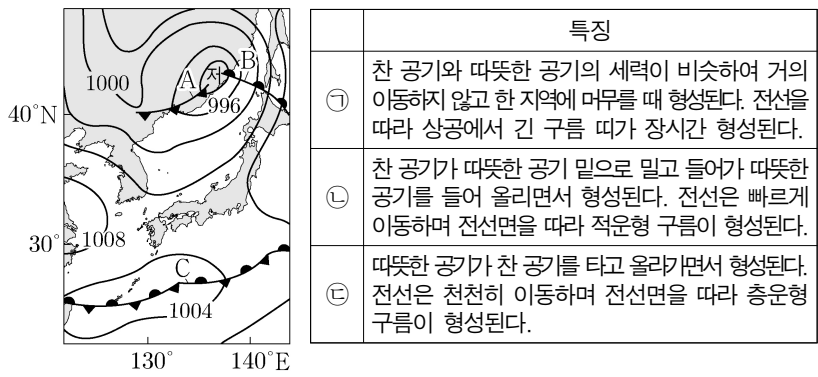 1000
A
저
B
996
40°N
1008
30°
C
1004
130°
140°E
특징
㉠
찬 공기와 따뜻한 공기의 세력이 비슷하여 거의
이동하지 않고 한 지역에 머무를 때 형성된다. 전선을
따라 상공에서 긴 구름 띠가 장시간 형성된다.
㉡
찬 공기가 따뜻한 공기 밑으로 밀고 들어가 따뜻한
공기를 들어 올리면서 형성된다. 전선은 빠르게
이동하며 전선면을 따라 적운형 구름이 형성된다.
㉢
따뜻한 공기가 찬 공기를 타고 올라가면서 형성된다.
전선은 천천히 이동하며 전선면을 따라 층운형
구름이 형성된다.